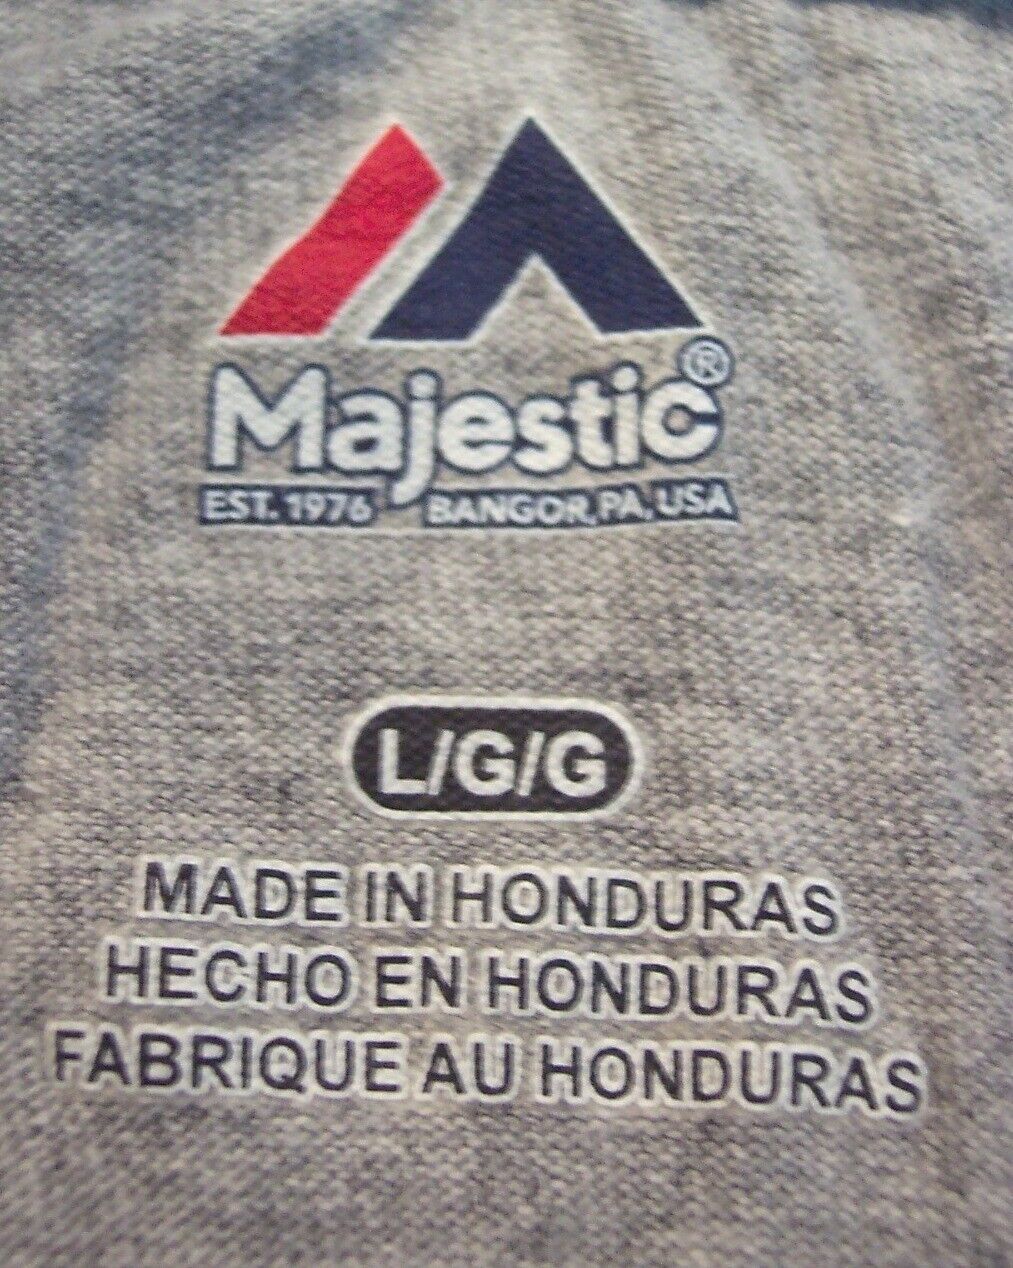 Majestic®
EST. 1976 BANGOR, PA, USA
L/G/G
MADE IN HONDURAS
HECHO EN HONDURAS
FABRIQUE AU HONDURAS